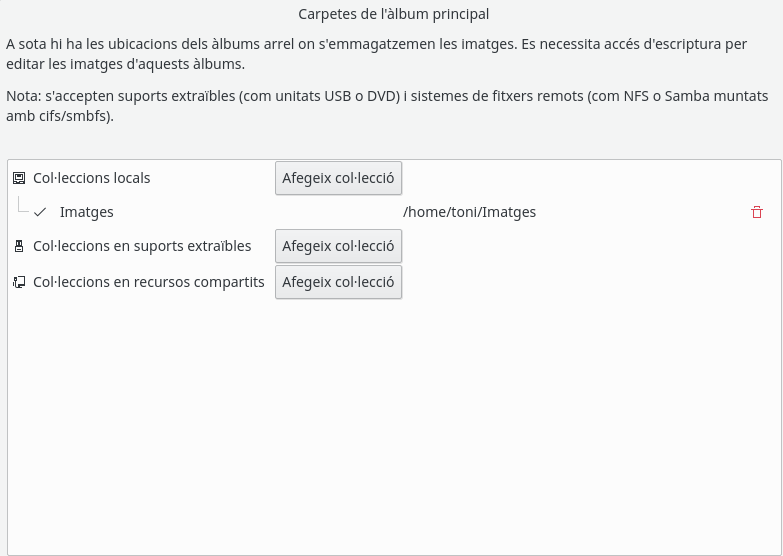 Carpetes de l'àlbum principal
A sota hi ha les ubicacions dels àlbums arrel on s'emmagatzemen les imatges. Es necessita accés d'escriptura per
editar les imatges d'aquests àlbums.
Nota: s'accepten suports extraïbles (com unitats USB o DVD) i sistemes de fitxers remots (com NFS o Samba muntats
amb cifs/smbfs).
Col·leccions locals Afegeix col·lecció
Imatges /home/toni/Imatges
Col·leccions en suports extraïbles Afegeix col·lecció
Col·leccions en recursos compartits Afegeix col·lecció